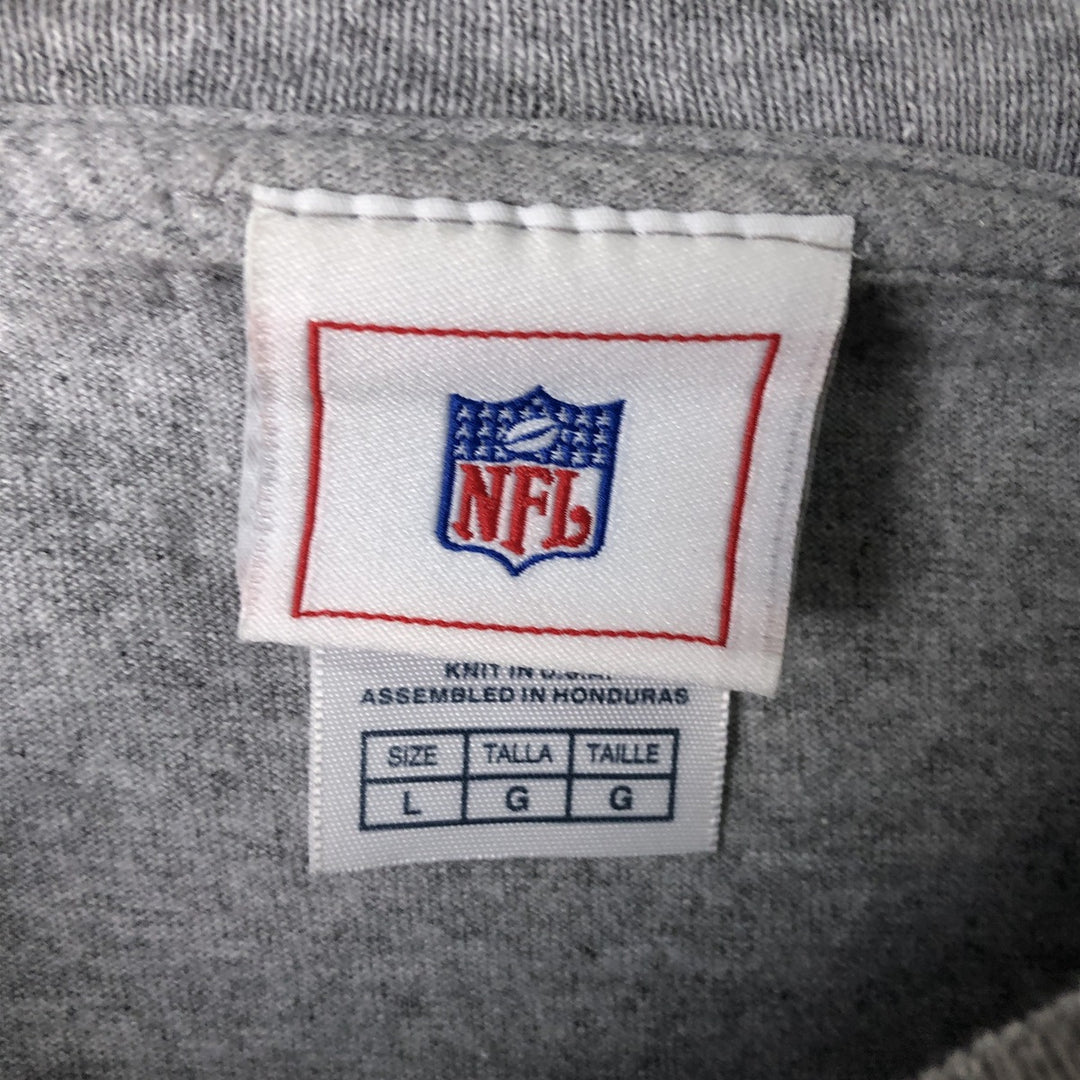 NFL
KNIT IN U.S.A.
ASSEMBLED IN HONDURAS
SIZE TALLA TAILLE
L G G